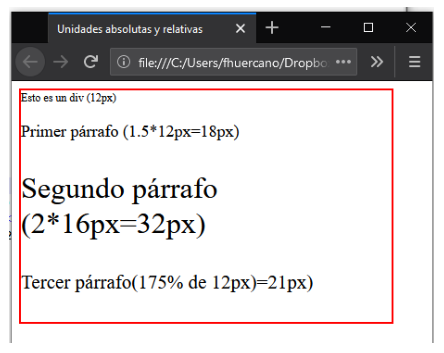 Unidades absolutas y relativas
file:///C:/Users/fhuercano/Dropbo
Esto es un div (12px)
Primer párrafo (1.5*12px=18px)
Segundo párrafo
(2*16px=32px)
Tercer párrafo(175% de 12px)=21px)